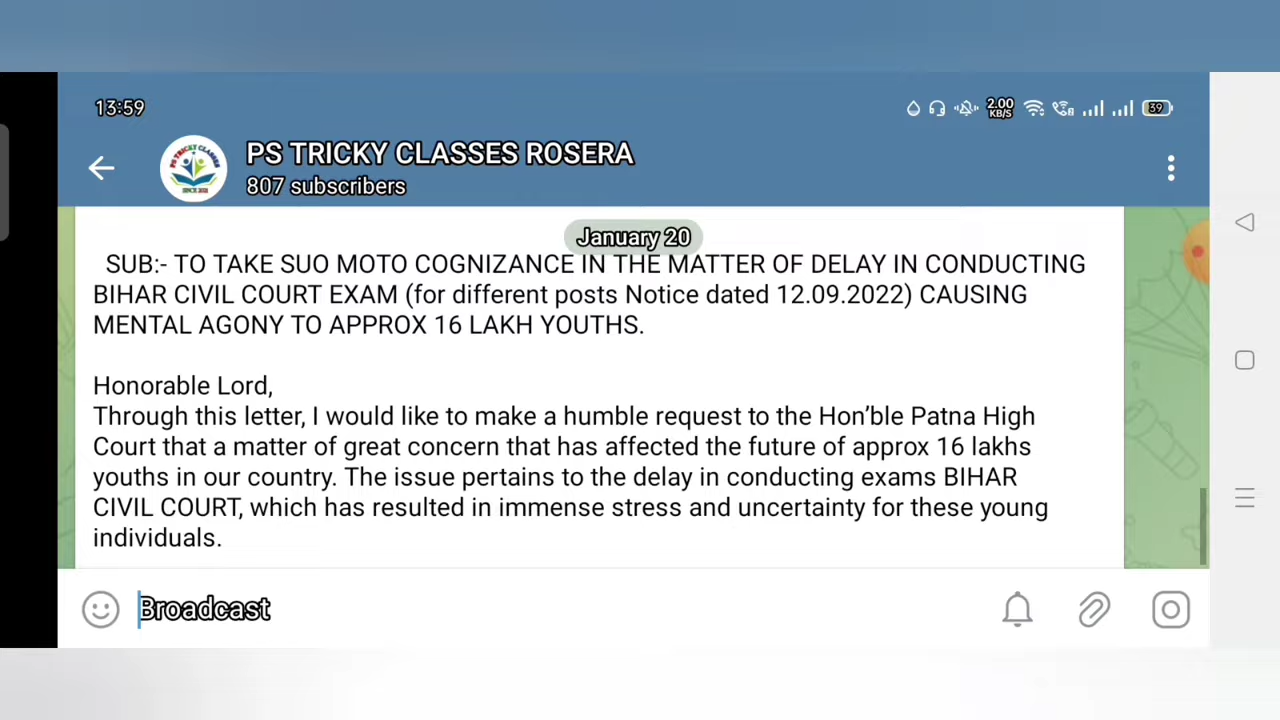 13:59
2.00
KB/S
39
PS TRICKY CLASSES ROSERA
807 subscribers
PS TRICKY CLASSES
January 20
SUB:- TO TAKE SUO MOTO COGNIZANCE IN THE MATTER OF DELAY IN CONDUCTING
BIHAR CIVIL COURT EXAM (for different posts Notice dated 12.09.2022) CAUSING
MENTAL AGONY TO APPROX 16 LAKH YOUTHS.
Honorable Lord,
Through this letter, I would like to make a humble request to the Hon’ble Patna High
Court that a matter of great concern that has affected the future of approx 16 lakhs
youths in our country. The issue pertains to the delay in conducting exams BIHAR
CIVIL COURT, which has resulted in immense stress and uncertainty for these young
individuals.
Broadcast